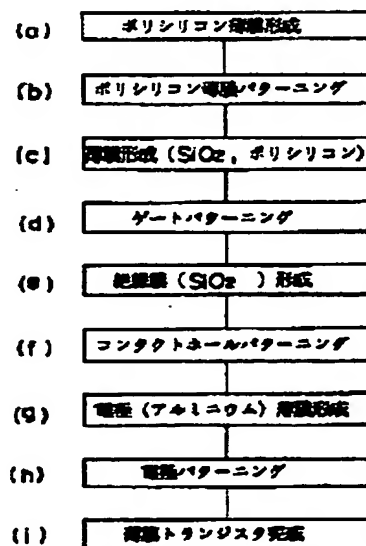 (a) ポリシリコン薄膜形成
(b) ポリシリコン薄膜パターニング
(c) 薄膜形成 (SiO2, ポリシリコン)
(d) ゲートパターニング
(e) 絶縁膜 (SiO2 ) 形成
(f) コンタクトホールパターニング
(g) 電極 (アルミニウム) 薄膜形成
(h) 電極パターニング
(i) 薄膜トランジスタ完成